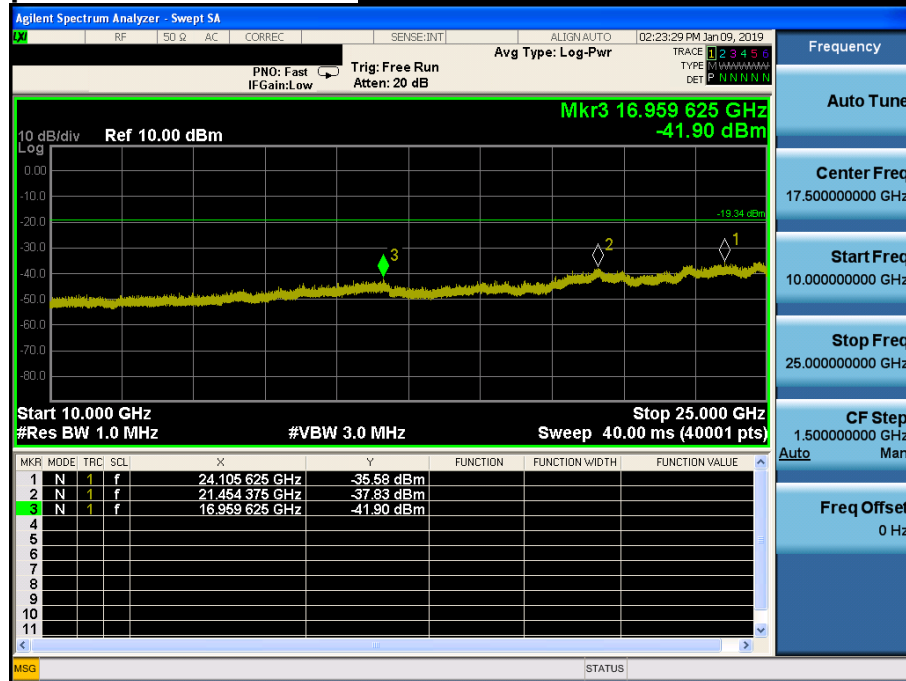 Agilent Spectrum Analyzer - Swept SA
LXI RF 50 Ω AC CORREC SENSE:INT ALIGN AUTO 02:23:29 PM Jan 09, 2019
Frequency
Avg Type: Log-Pwr
TRACE 1 2 3 4 5 6
PNO: Fast Trig: Free Run
TYPE M WWWWW
IFGain:Low Atten: 20 dB
DET P N N N N N
Auto Tune
Mkr3 16.959 625 GHz
10 dB/div Ref 10.00 dBm -41.90 dBm
Log
0.00
-10.0
-20.0
-30.0
-40.0
-50.0
-60.0
-70.0
-80.0
-19.34 dBm
1
2
3
Center Freq
17.500000000 GHz
Start Freq
10.000000000 GHz
Stop Freq
25.000000000 GHz
Start 10.000 GHz Stop 25.000 GHz
#Res BW 1.0 MHz #VBW 3.0 MHz Sweep 40.00 ms (40001 pts)
CF Step
1.500000000 GHz
Auto Man
MKR MODE TRC SCL X Y FUNCTION FUNCTION WIDTH FUNCTION VALUE
1 N 1 f 24.105 625 GHz -35.58 dBm
2 N 1 f 21.454 375 GHz -37.83 dBm
3 N 1 f 16.959 625 GHz -41.90 dBm
4
5
6
7
8
9
10
11
Freq Offset
0 Hz
MSG STATUS